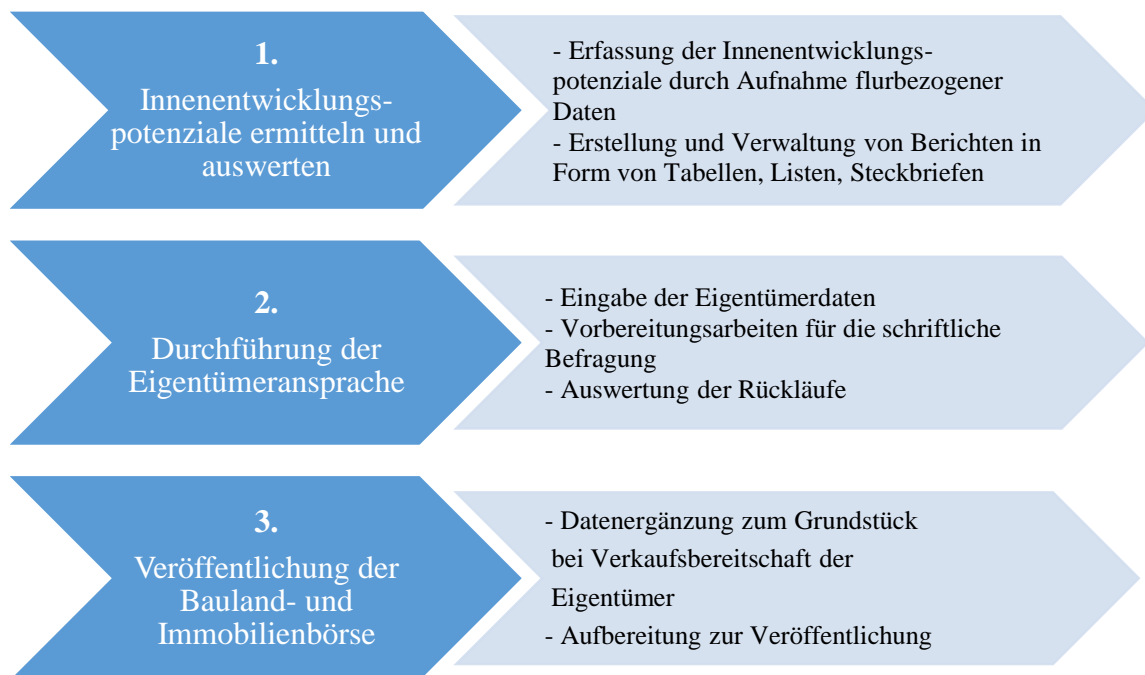 1.
Innenentwicklungs-
potenziale ermitteln und
auswerten
- Erfassung der Innenentwicklungs-
potenziale durch Aufnahme flurbezogener
Daten
- Erstellung und Verwaltung von Berichten in
Form von Tabellen, Listen, Steckbriefen
2.
Durchführung der
Eigentümeransprache
- Eingabe der Eigentümerdaten
- Vorbereitungsarbeiten für die schriftliche
Befragung
- Auswertung der Rückläufe
3.
Veröffentlichung der
Bauland- und
Immobilienbörse
- Datenergänzung zum Grundstück
bei Verkaufsbereitschaft der
Eigentümer
- Aufbereitung zur Veröffentlichung